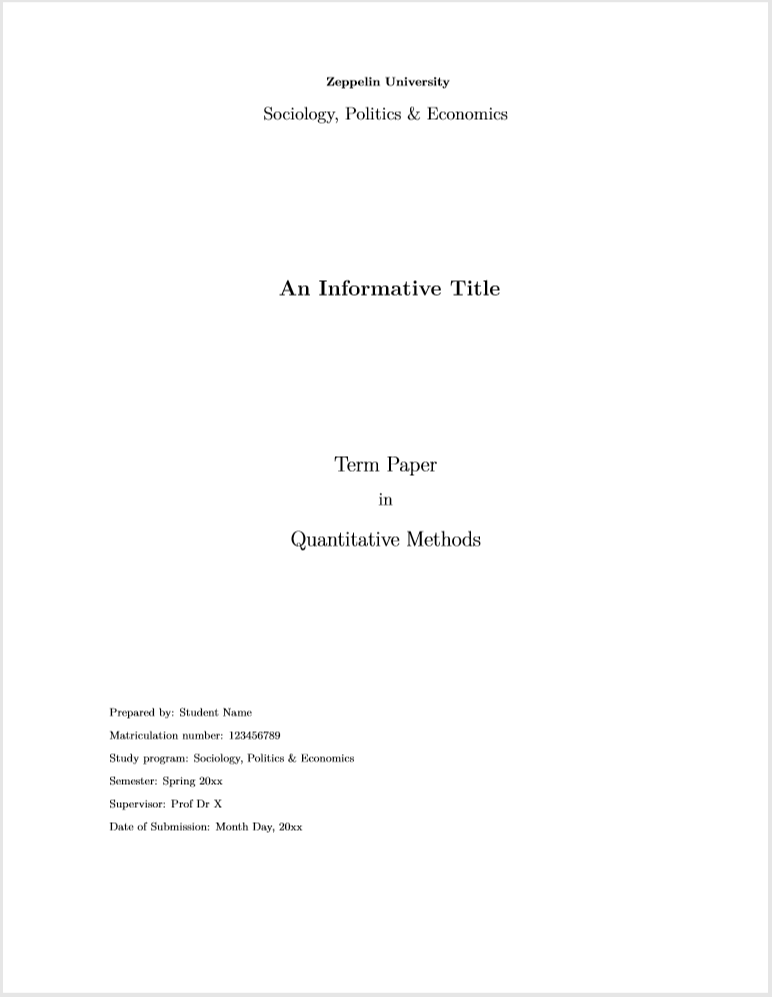 Zeppelin University
Sociology, Politics & Economics
An Informative Title
Term Paper
in
Quantitative Methods
Prepared by: Student Name
Matriculation number: 123456789
Study program: Sociology, Politics & Economics
Semester: Spring 20xx
Supervisor: Prof Dr X
Date of Submission: Month Day, 20xx